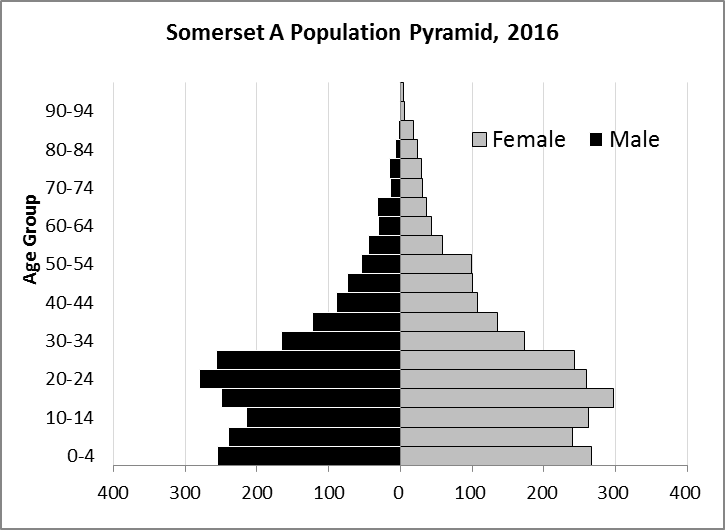 Somerset A Population Pyramid, 2016
Female Male
Age Group
90-94
80-84
70-74
60-64
50-54
40-44
30-34
20-24
10-14
0-4
400 300 200 100 0 100 200 300 400